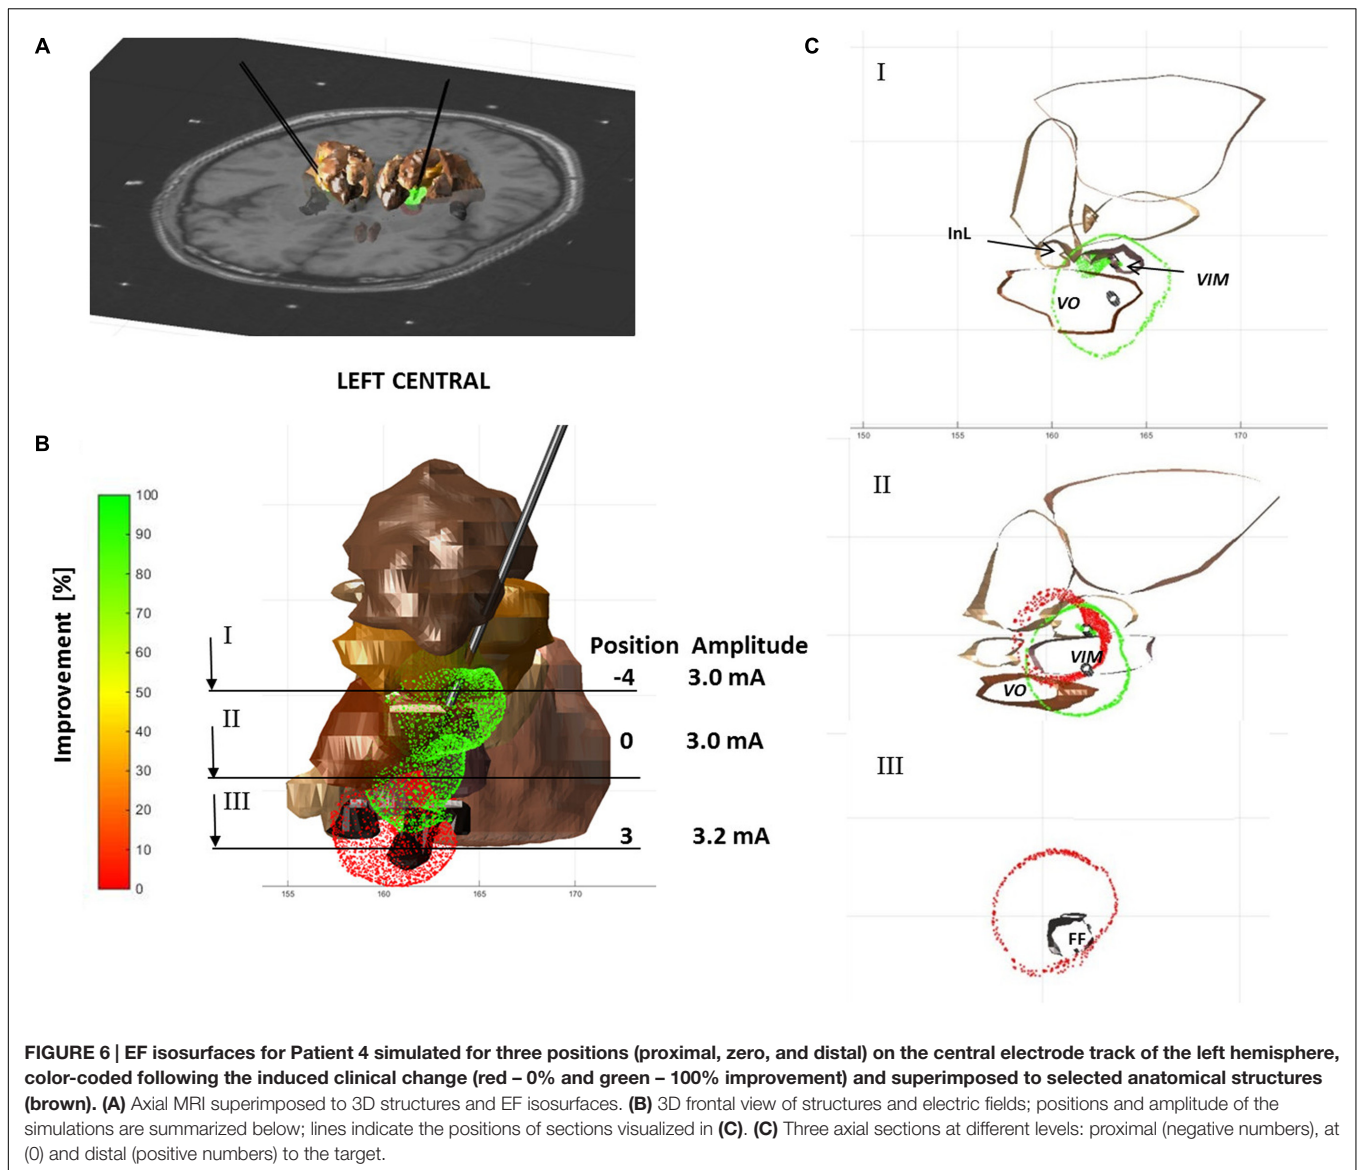 A
C
I
InL
VIM
VO
150
155
160
165
170
LEFT CENTRAL
B
100
90
80
70
60
50
40
30
20
10
0
Improvement [%]
I
II
III
Position Amplitude
-4 3.0 mA
0 3.0 mA
3 3.2 mA
155
160
165
170
II
VIM
VO
III
FF
FIGURE 6 | EF isosurfaces for Patient 4 simulated for three positions (proximal, zero, and distal) on the central electrode track of the left hemisphere,
color-coded following the induced clinical change (red – 0% and green – 100% improvement) and superimposed to selected anatomical structures
(brown). (A) Axial MRI superimposed to 3D structures and EF isosurfaces. (B) 3D frontal view of structures and electric fields; positions and amplitude of the
simulations are summarized below; lines indicate the positions of sections visualized in (C). (C) Three axial sections at different levels: proximal (negative numbers), at
(0) and distal (positive numbers) to the target.